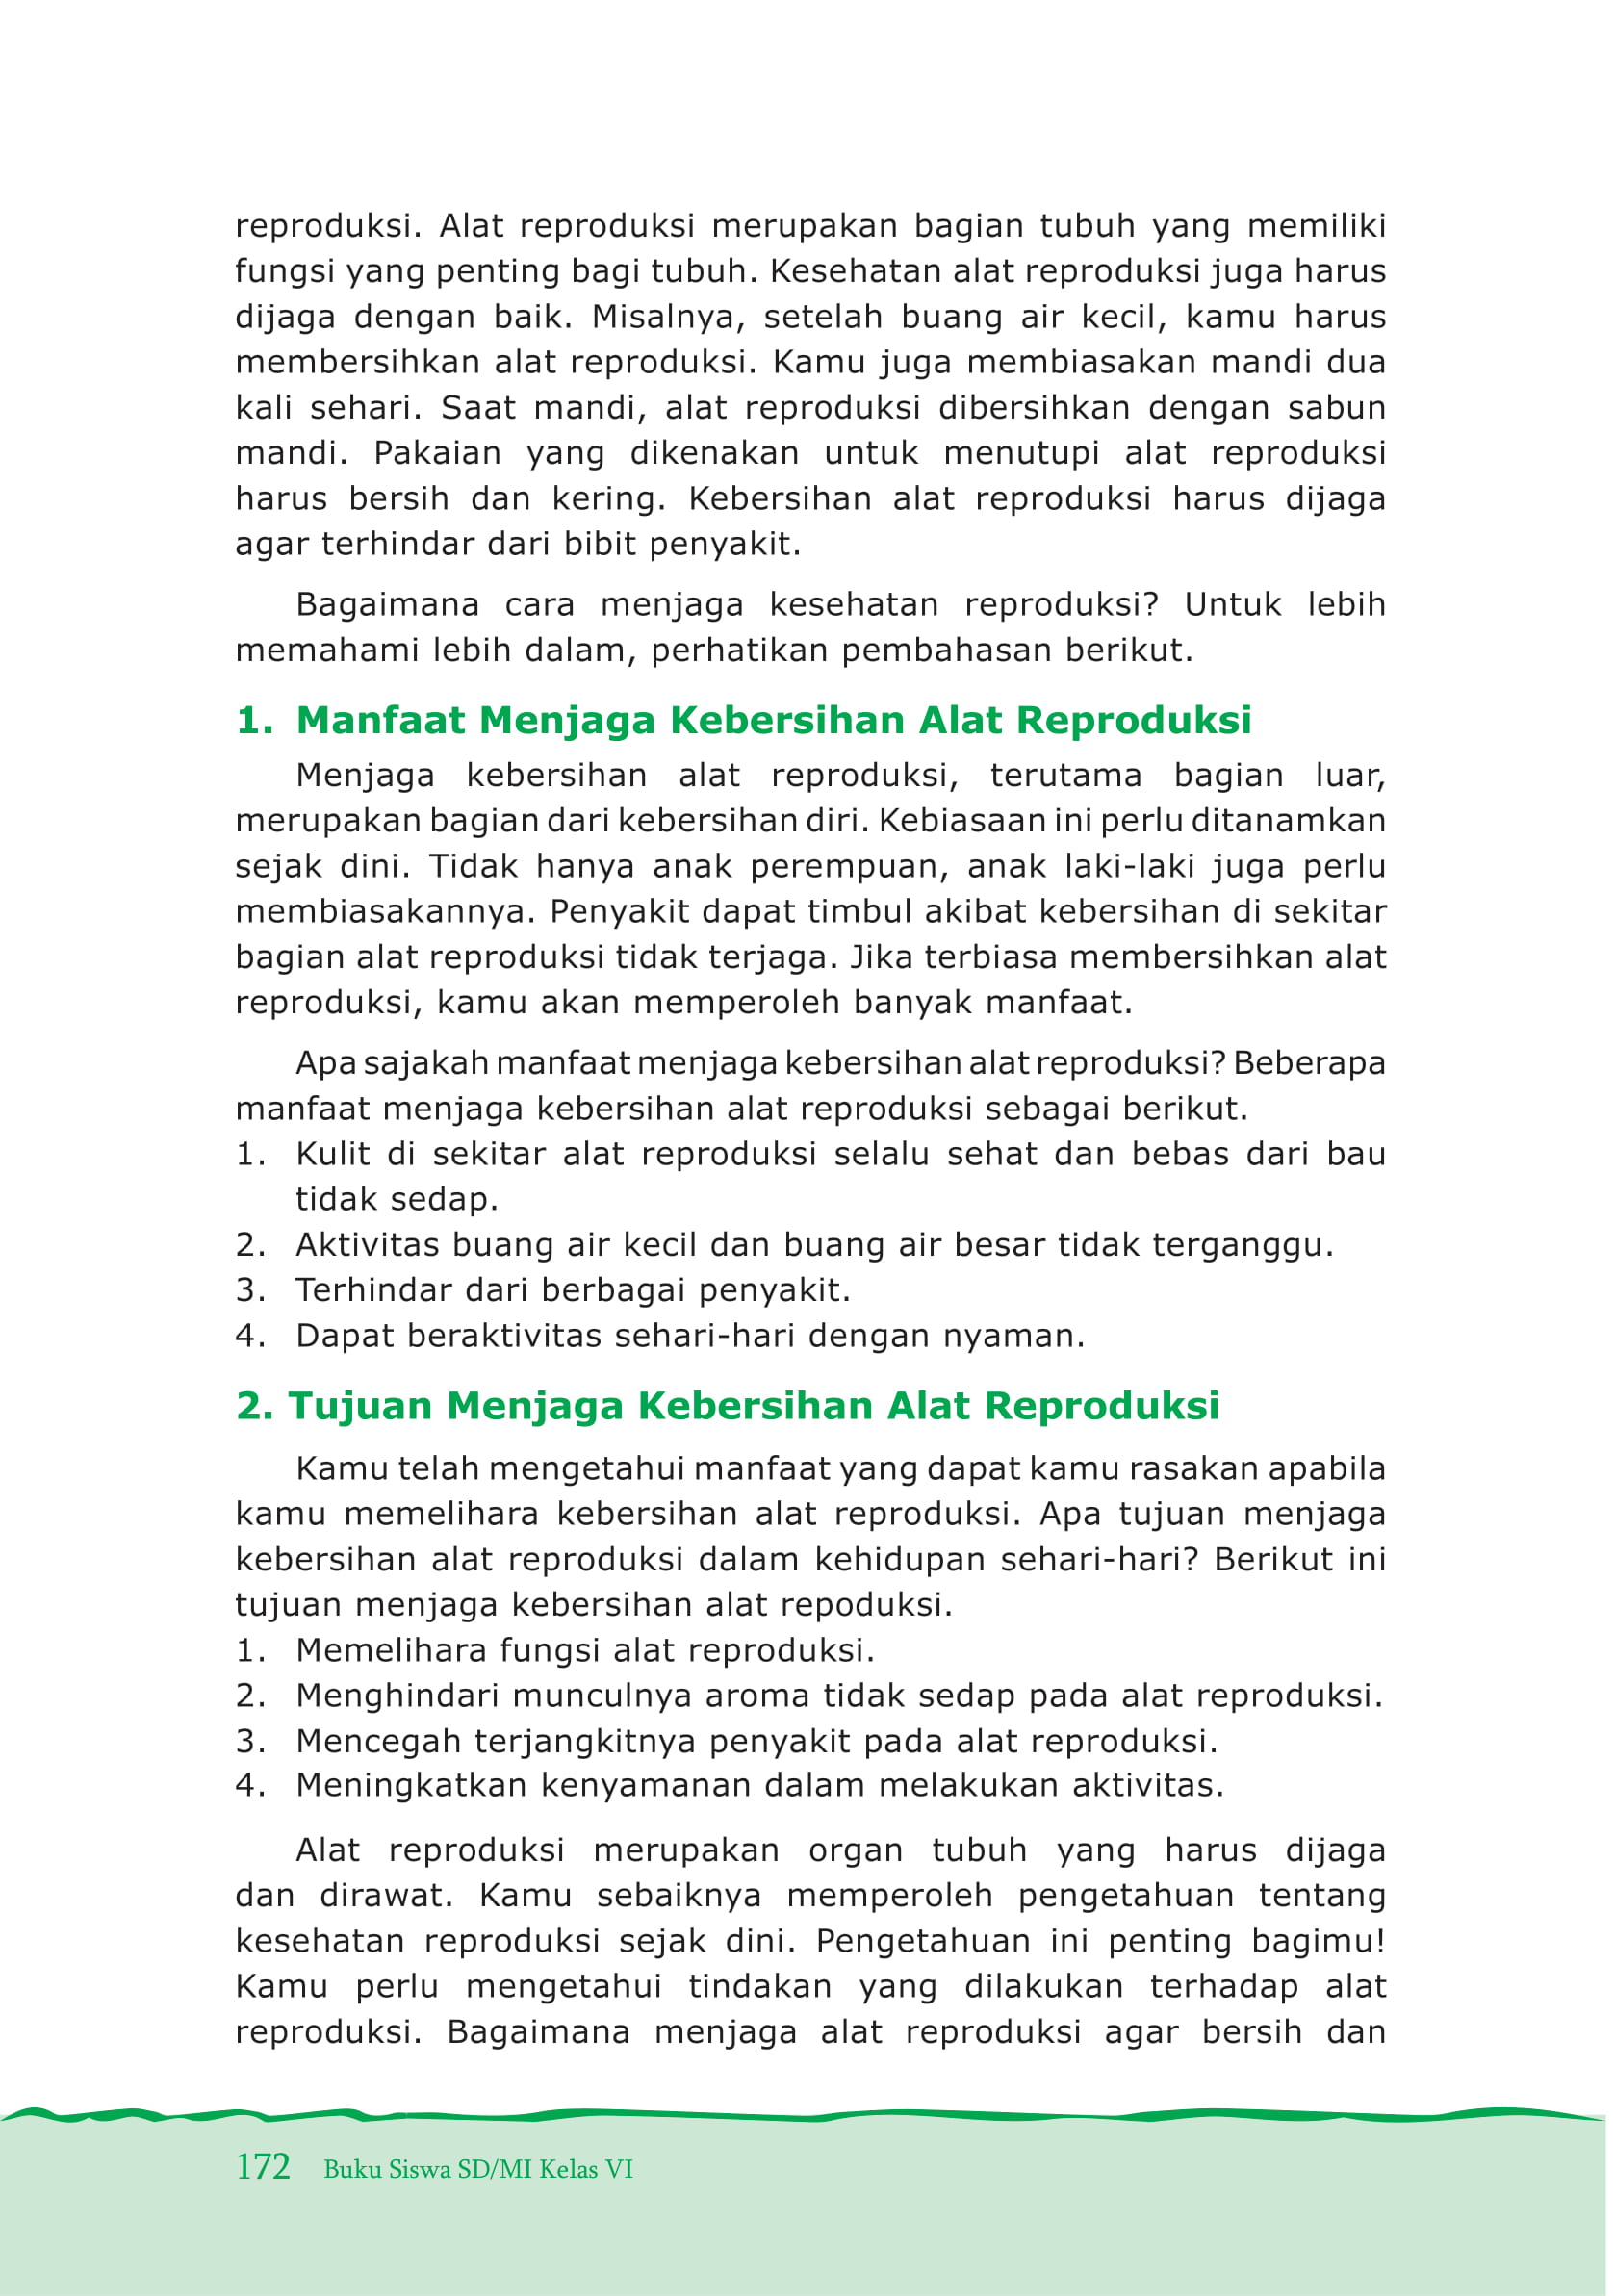 reproduksi. Alat reproduksi merupakan bagian tubuh yang memiliki
fungsi yang penting bagi tubuh. Kesehatan alat reproduksi juga harus
dijaga dengan baik. Misalnya, setelah buang air kecil, kamu harus
membersihkan alat reproduksi. Kamu juga membiasakan mandi dua
kali sehari. Saat mandi, alat reproduksi dibersihkan dengan sabun
mandi. Pakaian yang dikenakan untuk menutupi alat reproduksi
harus bersih dan kering. Kebersihan alat reproduksi harus dijaga
agar terhindar dari bibit penyakit.
Bagaimana cara menjaga kesehatan reproduksi? Untuk lebih
memahami lebih dalam, perhatikan pembahasan berikut.
1. Manfaat Menjaga Kebersihan Alat Reproduksi
Menjaga kebersihan alat reproduksi, terutama bagian luar,
merupakan bagian dari kebersihan diri. Kebiasaan ini perlu ditanamkan
sejak dini. Tidak hanya anak perempuan, anak laki-laki juga perlu
membiasakannya. Penyakit dapat timbul akibat kebersihan di sekitar
bagian alat reproduksi tidak terjaga. Jika terbiasa membersihkan alat
reproduksi, kamu akan memperoleh banyak manfaat.
Apa sajakah manfaat menjaga kebersihan alat reproduksi? Beberapa
manfaat menjaga kebersihan alat reproduksi sebagai berikut.
1. Kulit di sekitar alat reproduksi selalu sehat dan bebas dari bau
tidak sedap.
2. Aktivitas buang air kecil dan buang air besar tidak terganggu.
3. Terhindar dari berbagai penyakit.
4. Dapat beraktivitas sehari-hari dengan nyaman.
2. Tujuan Menjaga Kebersihan Alat Reproduksi
Kamu telah mengetahui manfaat yang dapat kamu rasakan apabila
kamu memelihara kebersihan alat reproduksi. Apa tujuan menjaga
kebersihan alat reproduksi dalam kehidupan sehari-hari? Berikut ini
tujuan menjaga kebersihan alat repoduksi.
1. Memelihara fungsi alat reproduksi.
2. Menghindari munculnya aroma tidak sedap pada alat reproduksi.
3. Mencegah terjangkitnya penyakit pada alat reproduksi.
4. Meningkatkan kenyamanan dalam melakukan aktivitas.
Alat reproduksi merupakan organ tubuh yang harus dijaga
dan dirawat. Kamu sebaiknya memperoleh pengetahuan tentang
kesehatan reproduksi sejak dini. Pengetahuan ini penting bagimu!
Kamu perlu mengetahui tindakan yang dilakukan terhadap alat
reproduksi. Bagaimana menjaga alat reproduksi agar bersih dan
172 Buku Siswa SD/MI Kelas VI